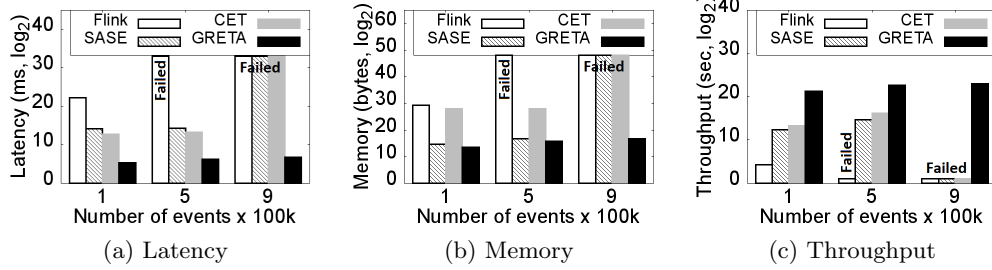 Latency (ms, log2)
40
30
20
10
0
Flink
CET
SASE
GRETA
Failed
Failed
1
5
9
Number of events x 100k
(a) Latency
Memory (bytes, log2)
60
50
40
30
20
10
0
Flink
CET
SASE
GRETA
Failed
Failed
1
5
9
Number of events x 100k
(b) Memory
Throughput (sec, log2)
40
30
20
10
0
Flink
CET
SASE
GRETA
Failed
Failed
1
5
9
Number of events x 100k
(c) Throughput